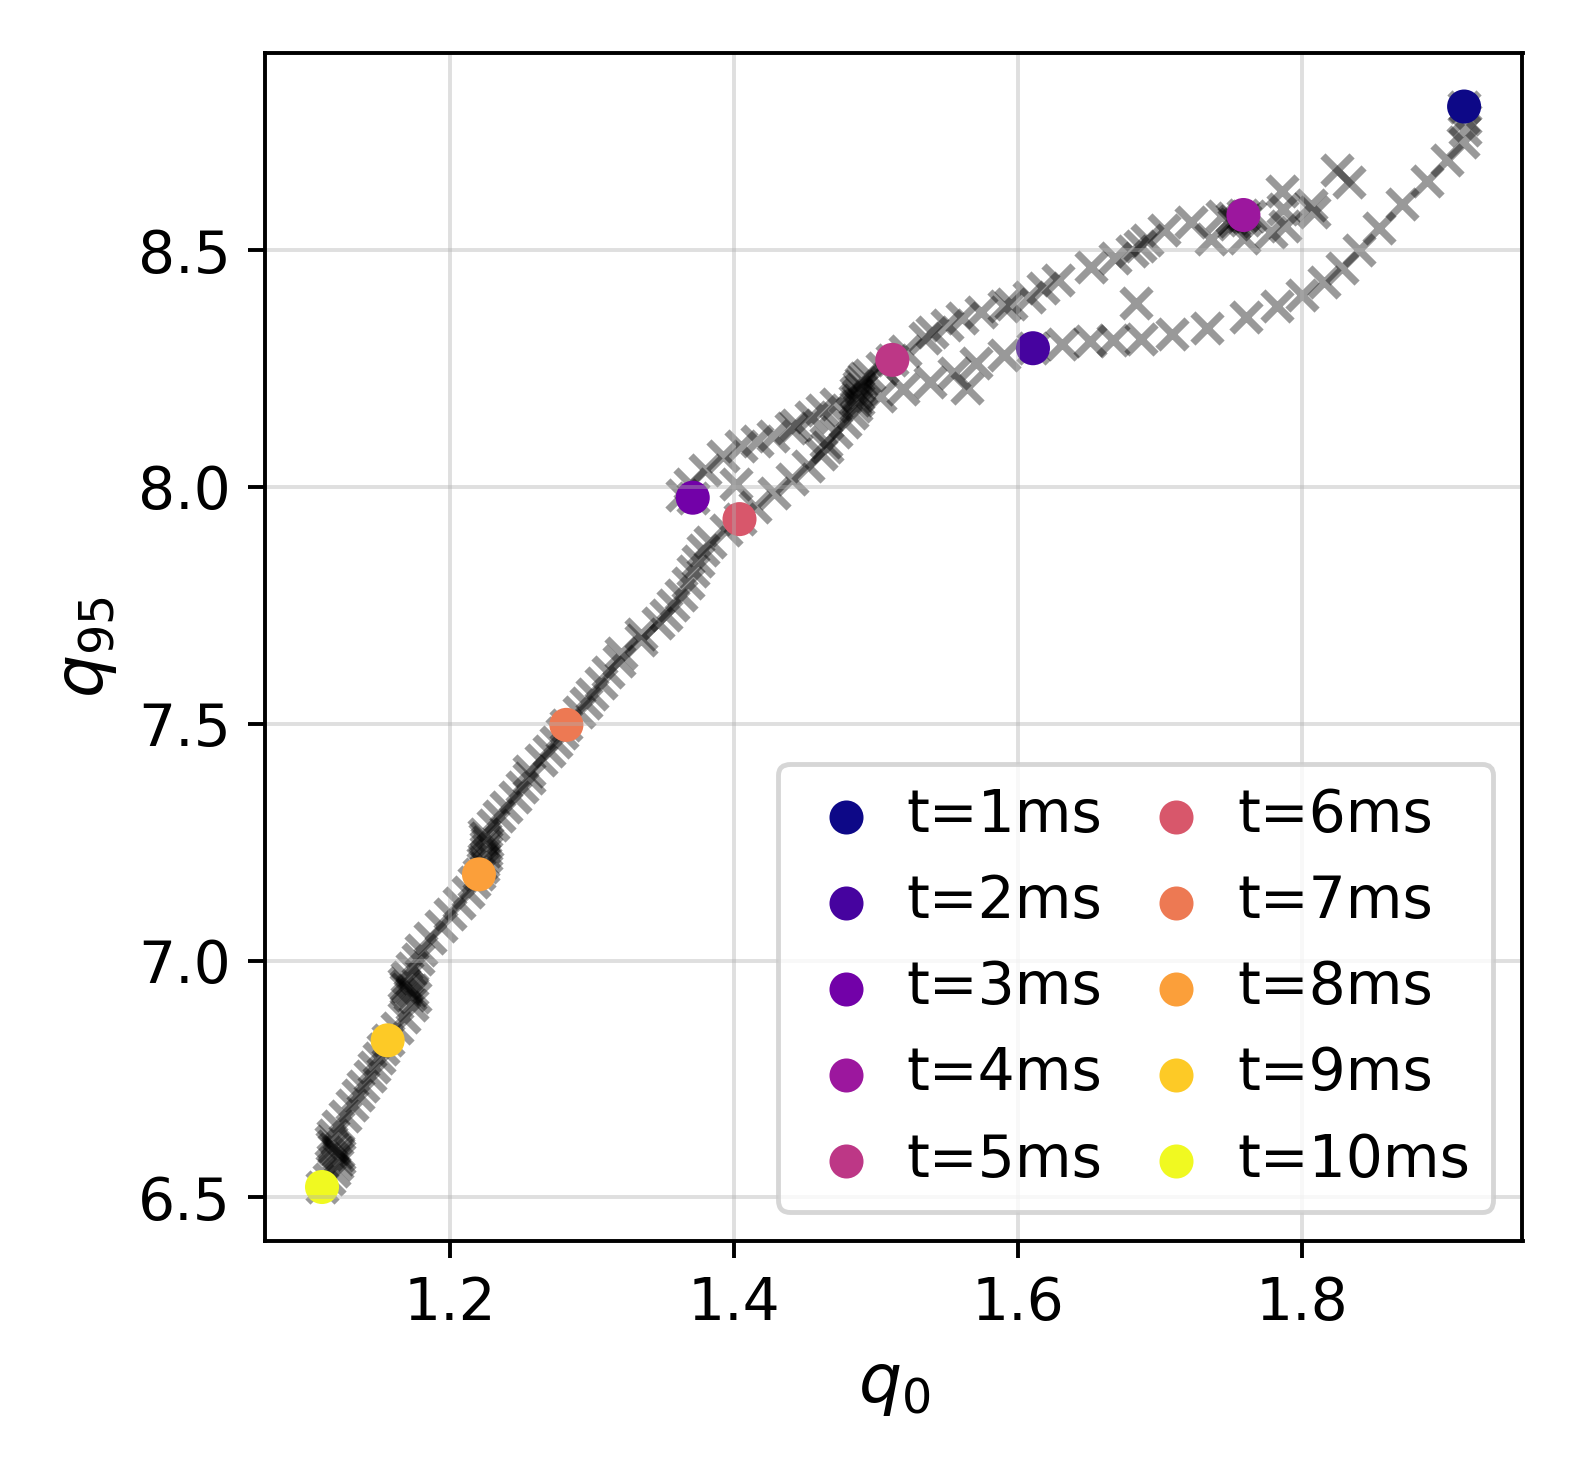 8.5
8.0
7.5
7.0
6.5
q95
1.2 1.4 1.6 1.8
q0
t=1ms t=6ms
t=2ms t=7ms
t=3ms t=8ms
t=4ms t=9ms
t=5ms t=10ms